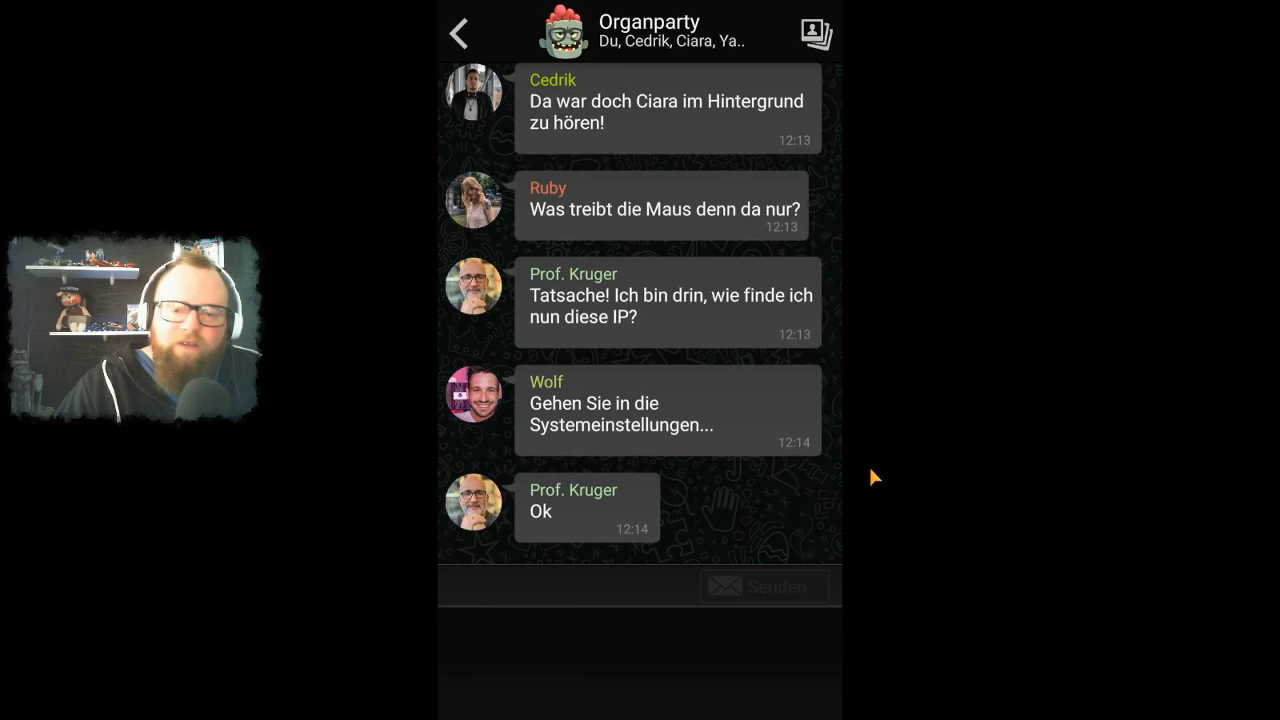 Organparty
Du, Cedrik, Ciara, Ya..
Cedrik
Da war doch Ciara im Hintergrund
zu hören!
12:13
Ruby
Was treibt die Maus denn da nur?
12:13
Prof. Kruger
Tatsache! Ich bin drin, wie finde ich
nun diese IP?
12:13
Wolf
Gehen Sie in die
Systemeinstellungen...
12:14
Prof. Kruger
Ok
12:14
Senden